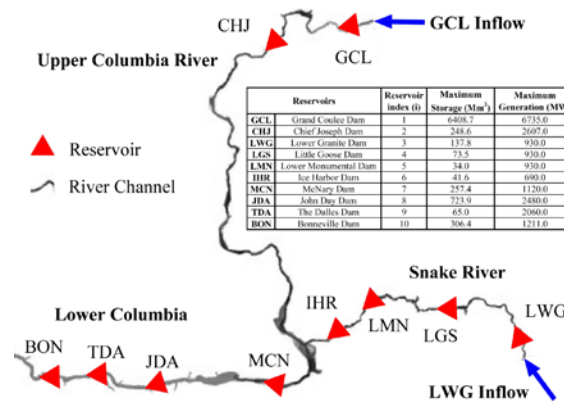 CHJ
GCL Inflow
Upper Columbia River
GCL
Reservoirs Reservoir index (i) Maximum Storage (Mm³) Maximum Generation (MW
GCL Grand Coulee Dam 1 6408.7 6735.0
CHJ Chief Joseph Dam 2 248.6 2607.0
LWG Lower Granite Dam 3 137.8 930.0
LGS Little Goose Dam 4 73.5 930.0
LMN Lower Monumental Dam 5 34.0 930.0
IHR Ice Harbor Dam 6 41.6 690.0
MCN McNary Dam 7 257.4 1120.0
JDA John Day Dam 8 723.9 2480.0
TDA The Dalles Dam 9 65.0 2060.0
BON Bonneville Dam 10 306.4 1211.0
Reservoir
River Channel
Snake River
IHR
LMN
LGS
LWG
Lower Columbia
BON
TDA
JDA
MCN
LWG Inflow